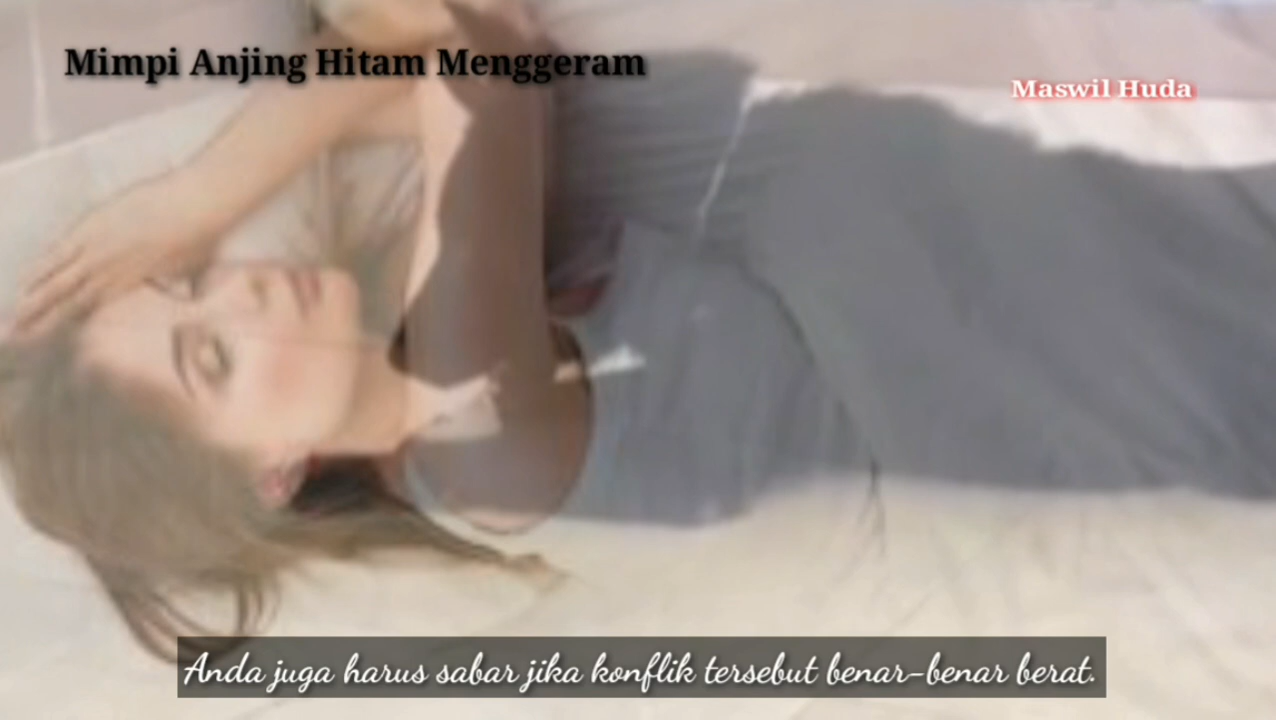 Mimpi Anjing Hitam Menggeram
Maswil Huda
Anda juga harus sabar jika konflik tersebut benar-benar berat.